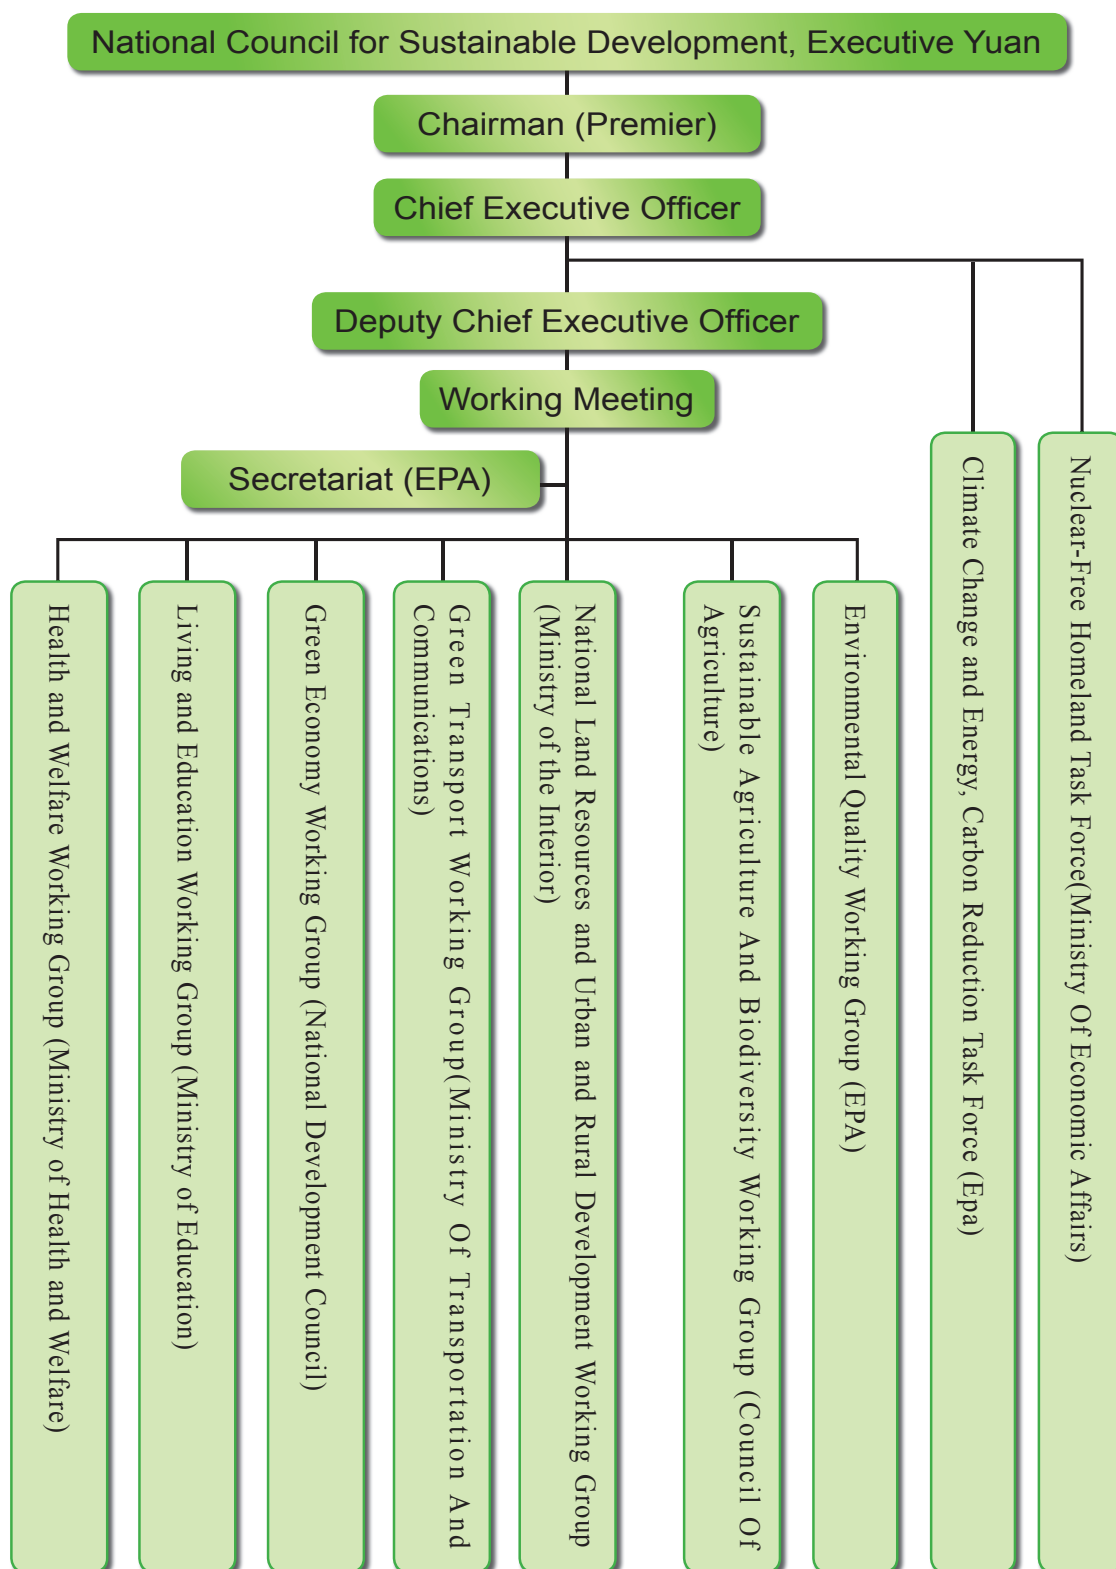 National Council for Sustainable Development, Executive Yuan
Chairman (Premier)
Chief Executive Officer
Deputy Chief Executive Officer
Working Meeting
Secretariat (EPA)
Health and Welfare Working Group (Ministry of Health and Welfare)
Living and Education Working Group (Ministry of Education)
Green Economy Working Group (National Development Council)
Green Transport Working Group(Ministry Of Transportation And
Communications)
National Land Resources and Urban and Rural Development Working Group
(Ministry of the Interior)
Sustainable Agriculture And Biodiversity Working Group (Council Of
Agriculture)
Environmental Quality Working Group (EPA)
Climate Change and Energy, Carbon Reduction Task Force (Epa)
Nuclear-Free Homeland Task Force(Ministry Of Economic Affairs)